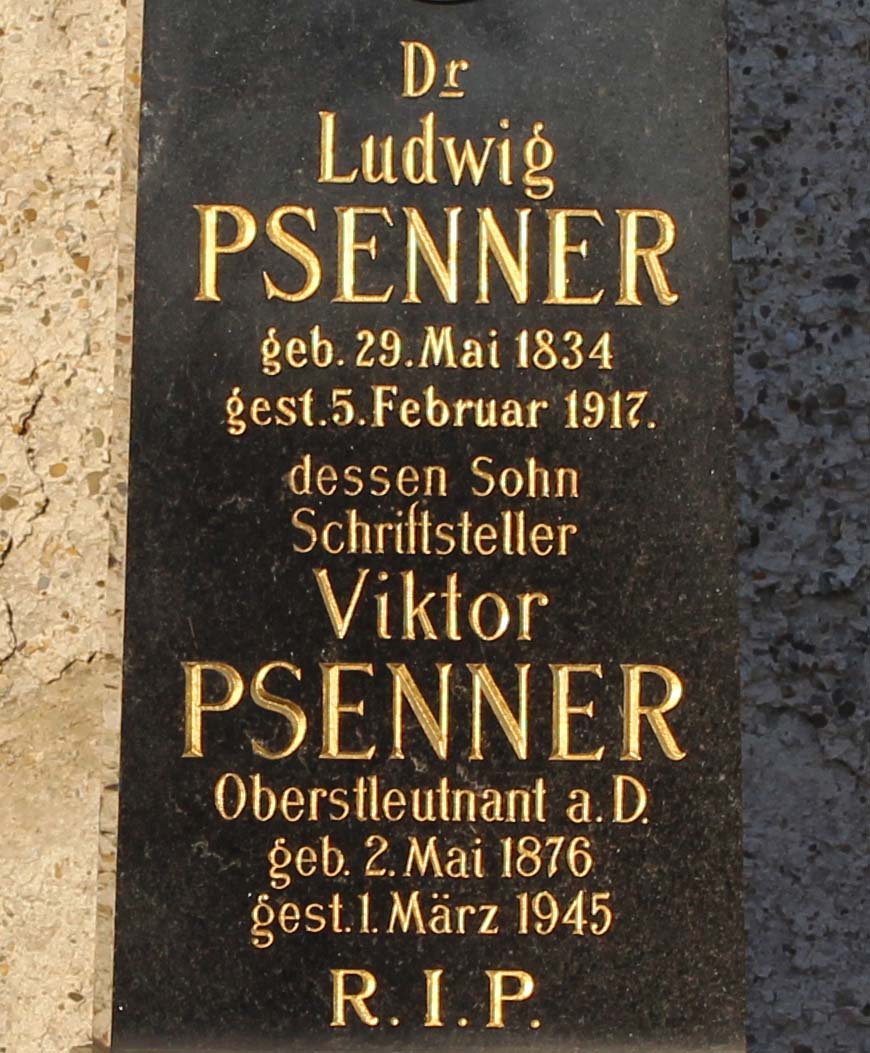 Dr
Ludwig
PSENNER
geb. 29. Mai 1834
gest. 5. Februar 1917.
dessen Sohn
Schriftsteller
Viktor
PSENNER
Oberstleutnant a. D.
geb. 2. Mai 1876
gest. 1. März 1945
R. I. P.